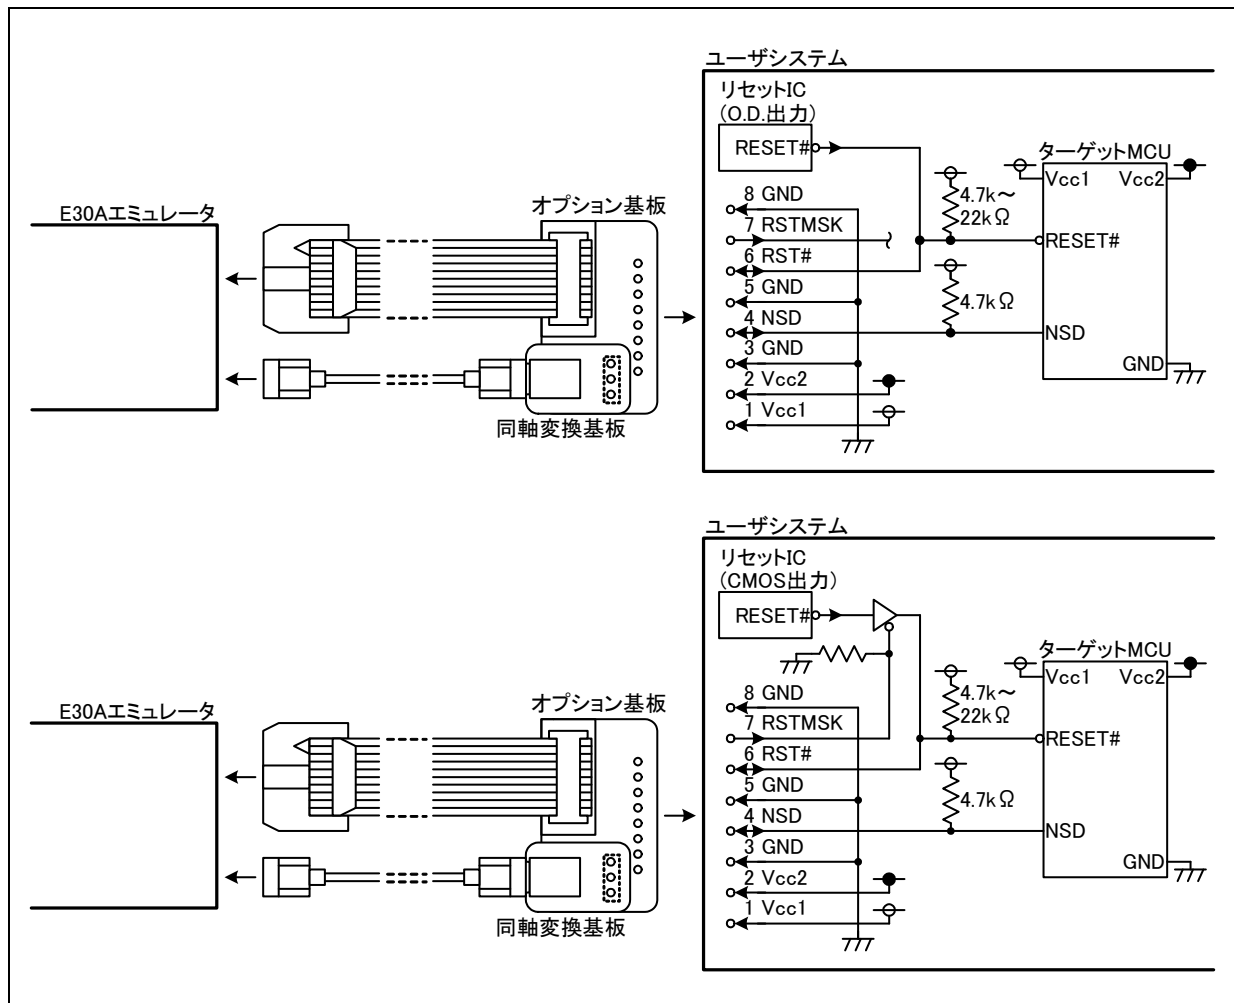 ユーザシステム
リセットIC
(O.D.出力)
RESET#
ターゲットMCU
Vcc1 Vcc2
4.7k～
22kΩ
RESET#
4.7kΩ
NSD
GND
8 GND
7 RSTMSK
6 RST#
5 GND
4 NSD
3 GND
2 Vcc2
1 Vcc1
E30Aエミュレータ
オプション基板
同軸変換基板
ユーザシステム
リセットIC
(CMOS出力)
RESET#
ターゲットMCU
Vcc1 Vcc2
4.7k～
22kΩ
RESET#
4.7kΩ
NSD
GND
8 GND
7 RSTMSK
6 RST#
5 GND
4 NSD
3 GND
2 Vcc2
1 Vcc1
E30Aエミュレータ
オプション基板
同軸変換基板